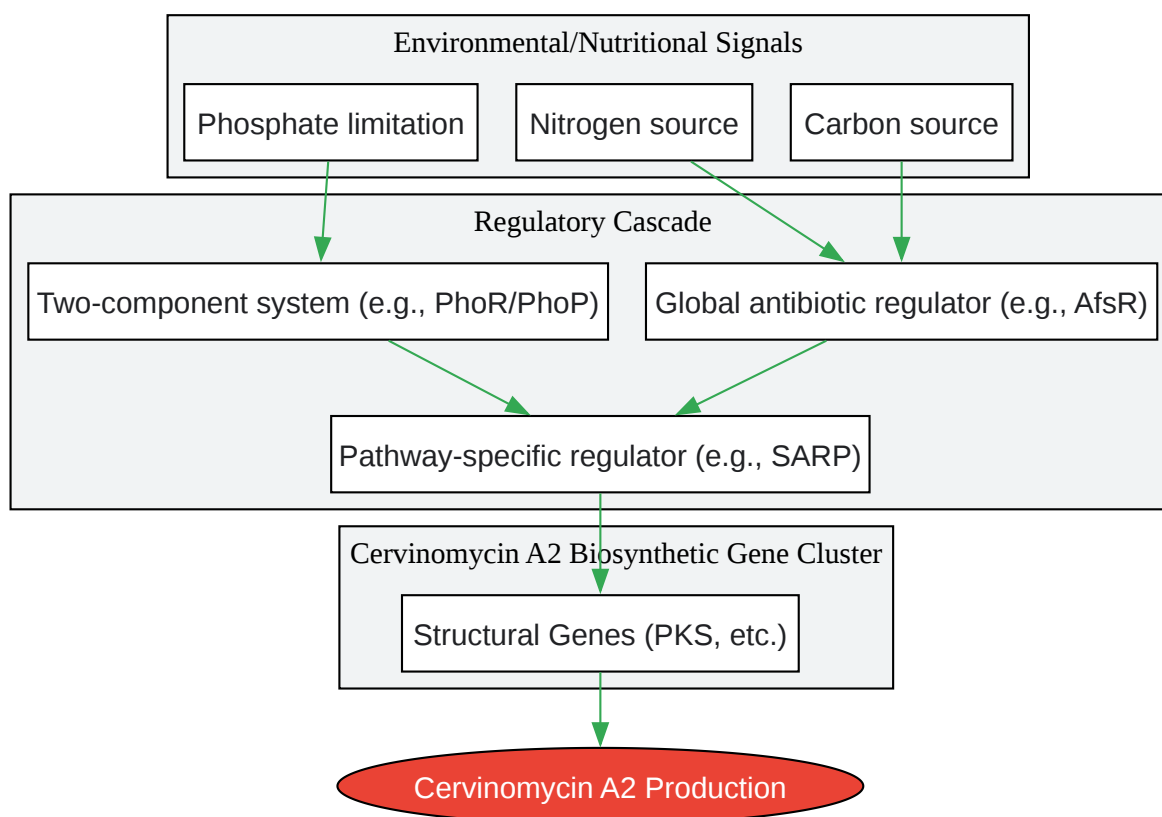 Environmental/Nutritional Signals
Phosphate limitation
Nitrogen source
Carbon source
Regulatory Cascade
Two-component system (e.g., PhoR/PhoP)
Global antibiotic regulator (e.g., AfsR)
Pathway-specific regulator (e.g., SARP)
Cervinomycin A2 Biosynthetic Gene Cluster
Structural Genes (PKS, etc.)
Cervinomycin A2 Production